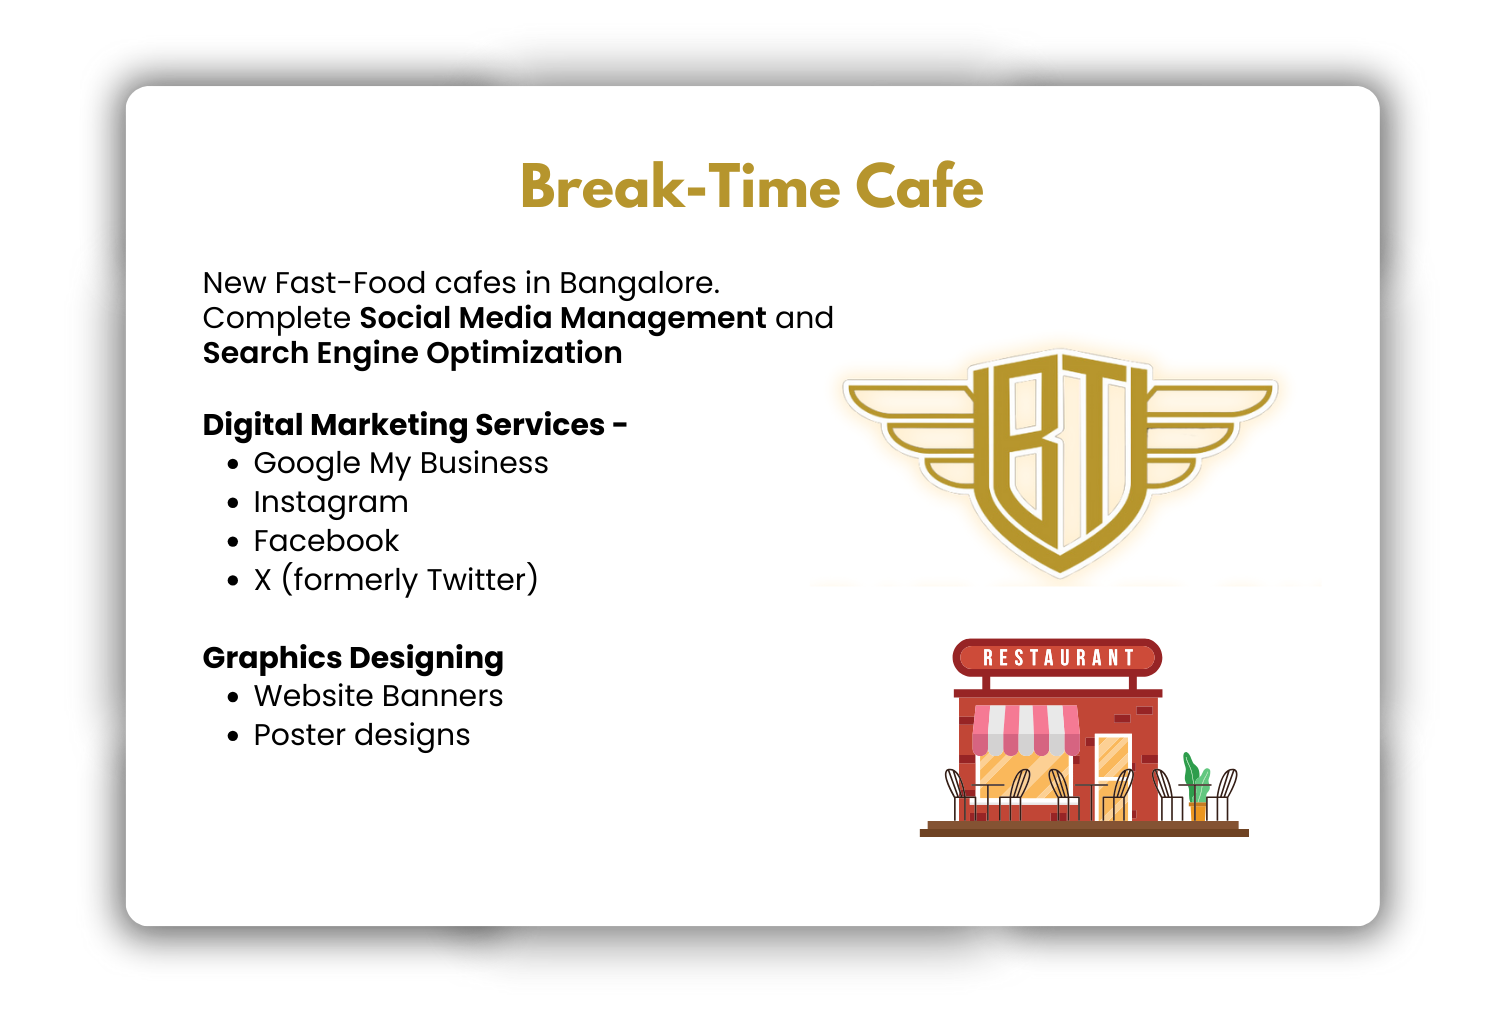 Break-Time Cafe
New Fast-Food cafes in Bangalore.
Complete Social Media Management and
Search Engine Optimization
Digital Marketing Services -
• Google My Business
• Instagram
• Facebook
• X (formerly Twitter)
BT
Graphics Designing
• Website Banners
• Poster designs
RESTAURANT